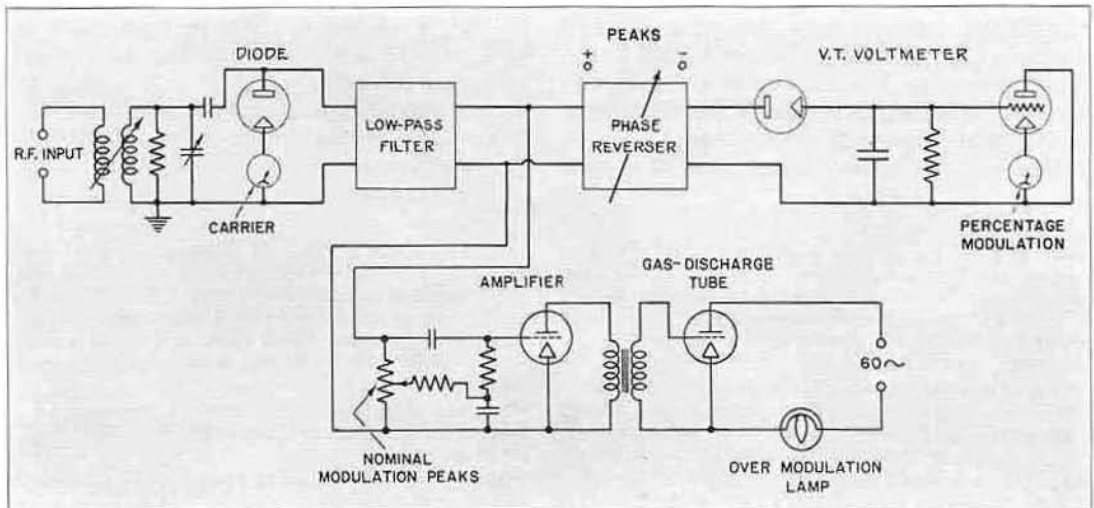 PEAKS
+ −
DIODE
V.T. VOLTMETER
R.F. INPUT
LOW-PASS
FILTER
PHASE
REVERSER
CARRIER
PERCENTAGE
MODULATION
AMPLIFIER
GAS-DISCHARGE
TUBE
60~
NOMINAL
MODULATION PEAKS
OVER MODULATION
LAMP